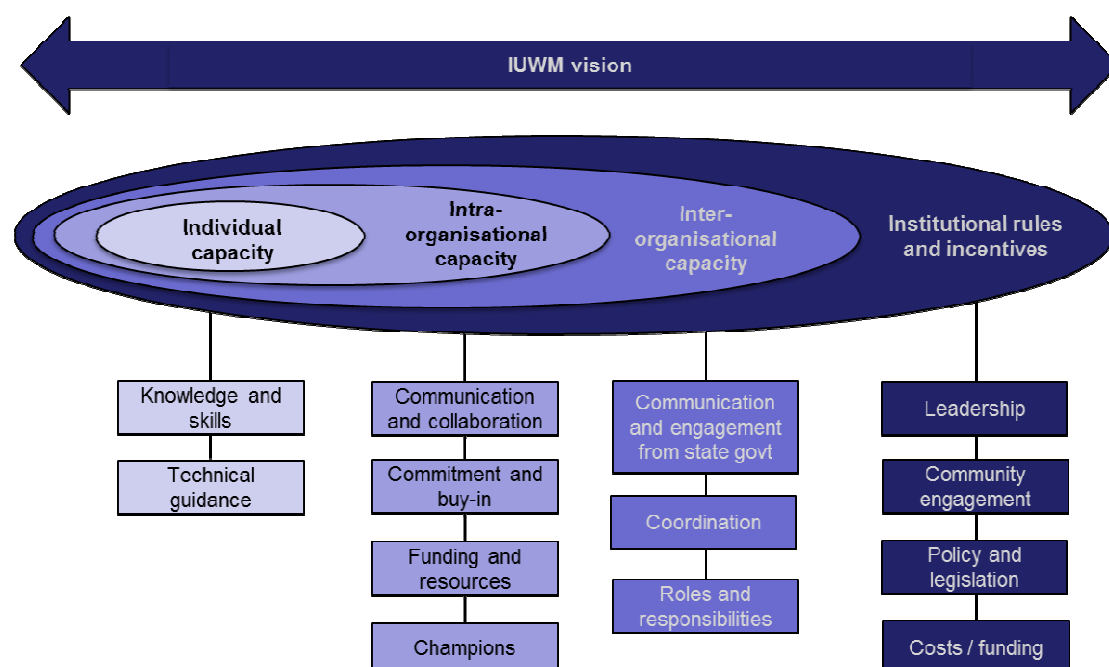 IUWM vision
Individual
capacity
Intra-
organisational
capacity
Inter-
organisational
capacity
Institutional rules
and incentives
Knowledge and
skills
Technical
guidance
Communication
and collaboration
Commitment and
buy-in
Funding and
resources
Champions
Communication
and engagement
from state govt
Coordination
Roles and
responsibilities
Leadership
Community
engagement
Policy and
legislation
Costs / funding